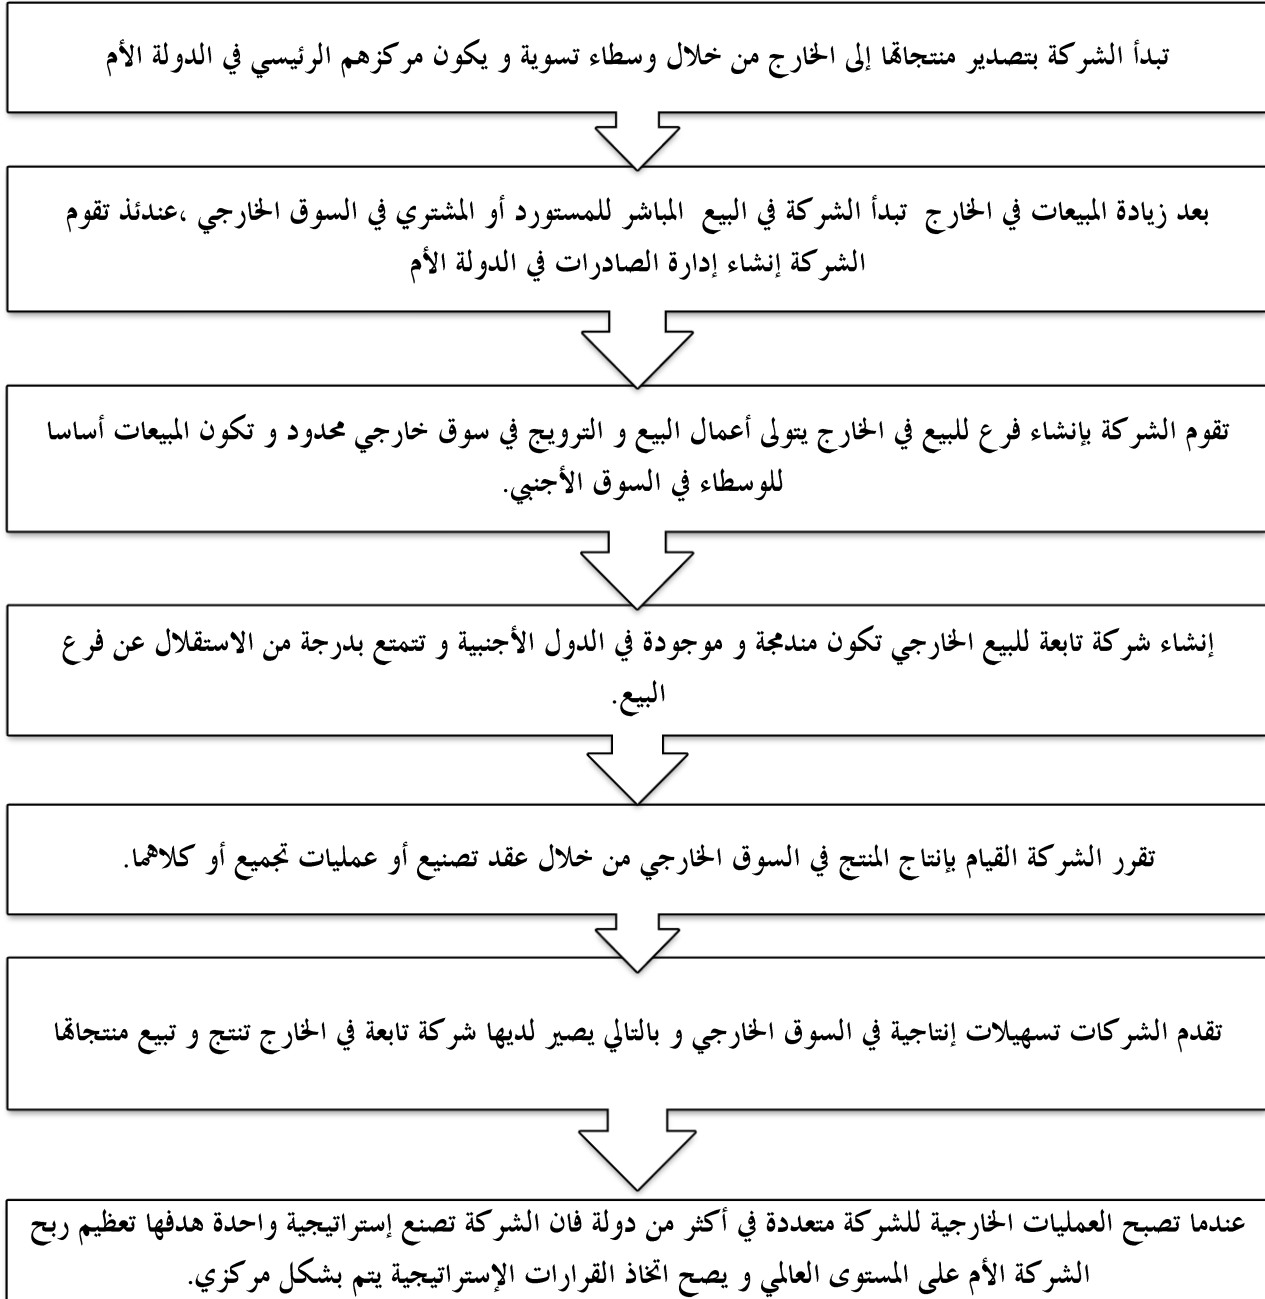 تبدأ الشركة بتصدير منتجاتها إلى الخارج من خلال وسطاء تسوية و يكون مركزهم الرئيسي في الدولة الأم
بعد زيادة المبيعات في الخارج تبدأ الشركة في البيع المباشر للمستورد أو المشتري في السوق الخارجي ،عندئذ تقوم
الشركة إنشاء إدارة الصادرات في الدولة الأم
تقوم الشركة بإنشاء فرع للبيع في الخارج يتولى أعمال البيع و الترويج في سوق خارجي محدود و تكون المبيعات أساسا
للوسطاء في السوق الأجنبي.
إنشاء شركة تابعة للبيع الخارجي تكون مندمجة و موجودة في الدول الأجنبية و تتمتع بدرجة من الاستقلال عن فرع
البيع.
تقرر الشركة القيام بإنتاج المنتج في السوق الخارجي من خلال عقد تصنيع أو عمليات تجميع أو كلاهما.
تقدم الشركات تسهيلات إنتاجية في السوق الخارجي و بالتالي يصير لديها شركة تابعة في الخارج تنتج و تبيع منتجاتها
عندما تصبح العمليات الخارجية للشركة متعددة في أكثر من دولة فان الشركة تصنع إستراتيجية واحدة هدفها تعظيم ربح
الشركة الأم على المستوى العالمي و يصح اتخاذ القرارات الإستراتيجية يتم بشكل مركزي.